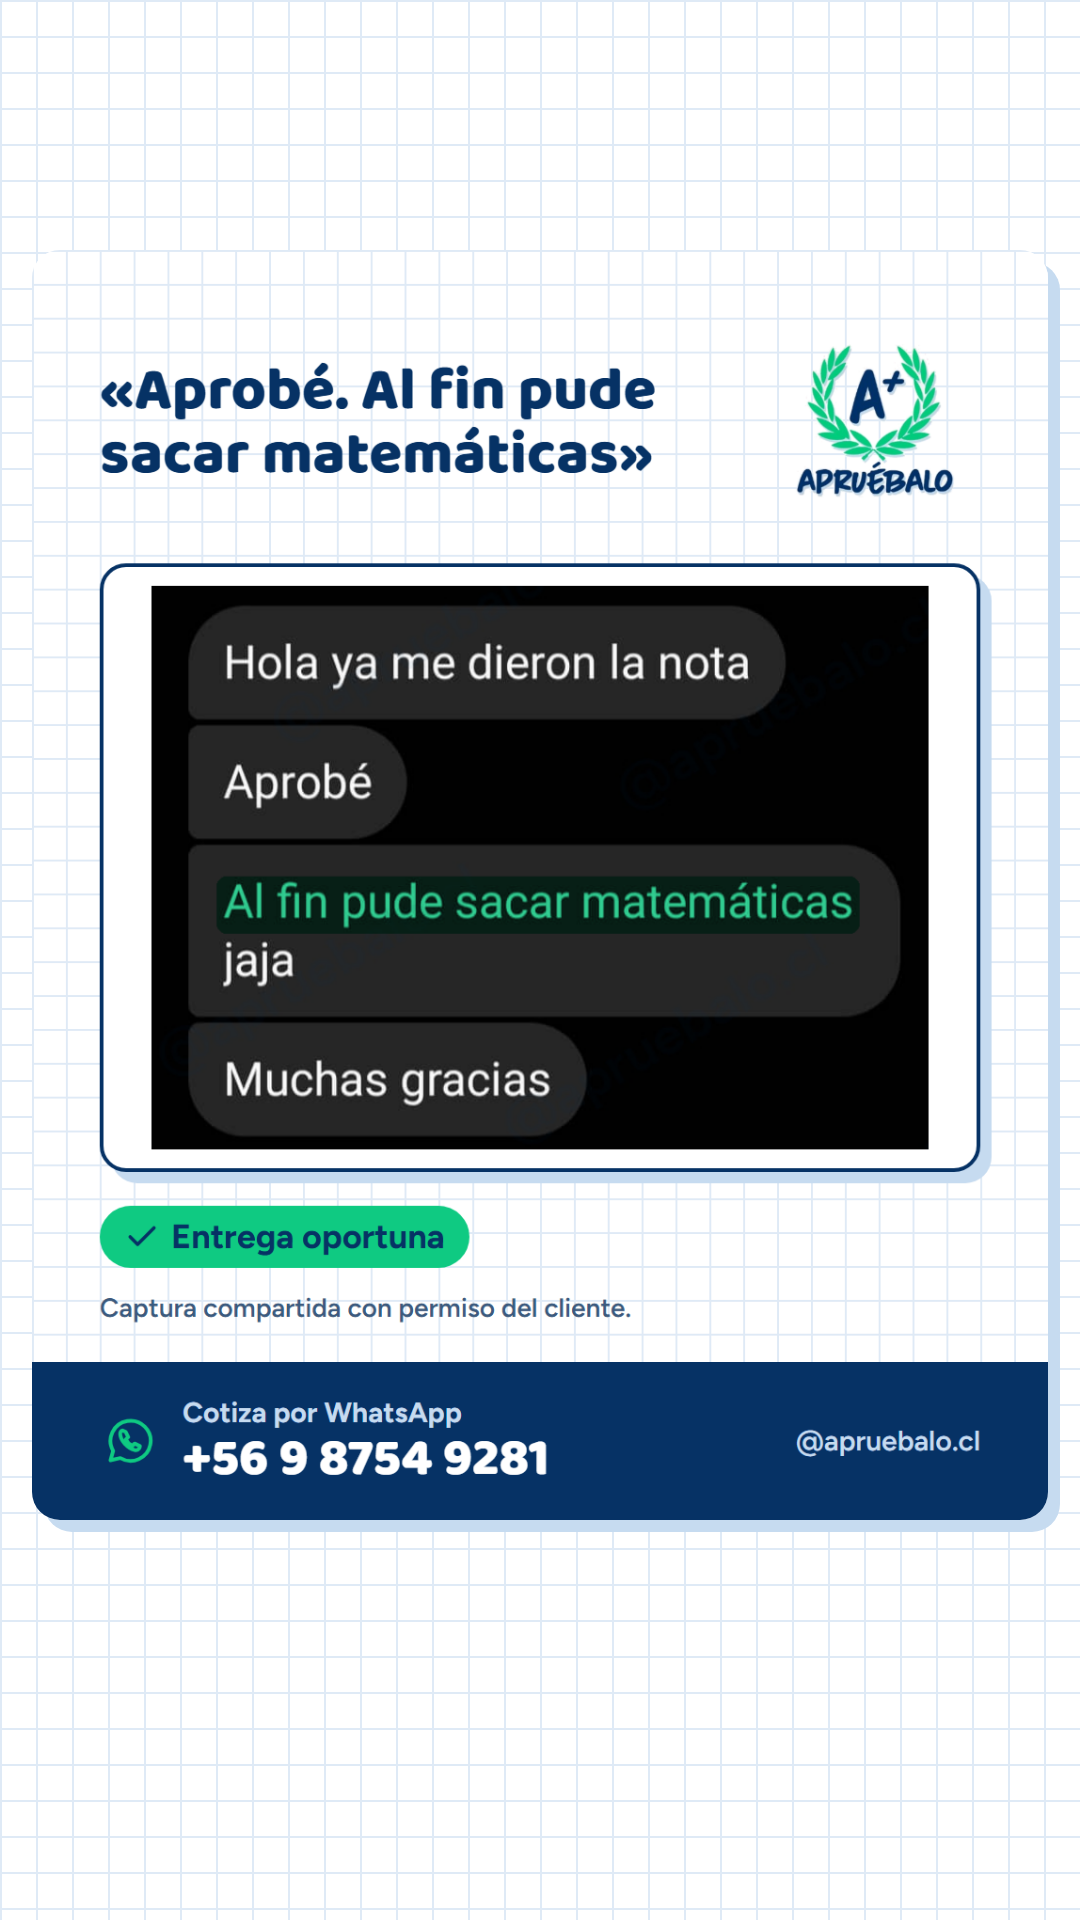 «Aprobé. Al fin pude
sacar matemáticas»
A+
APRUÉBALO
Hola ya me dieron la nota
Aprobé
Al fin pude sacar matemáticas
jaja
Muchas gracias
@apruebalo.c
Entrega oportuna
Captura compartida con permiso del cliente.
Cotiza por WhatsApp
+56 9 8754 9281
@apruebalo.cl